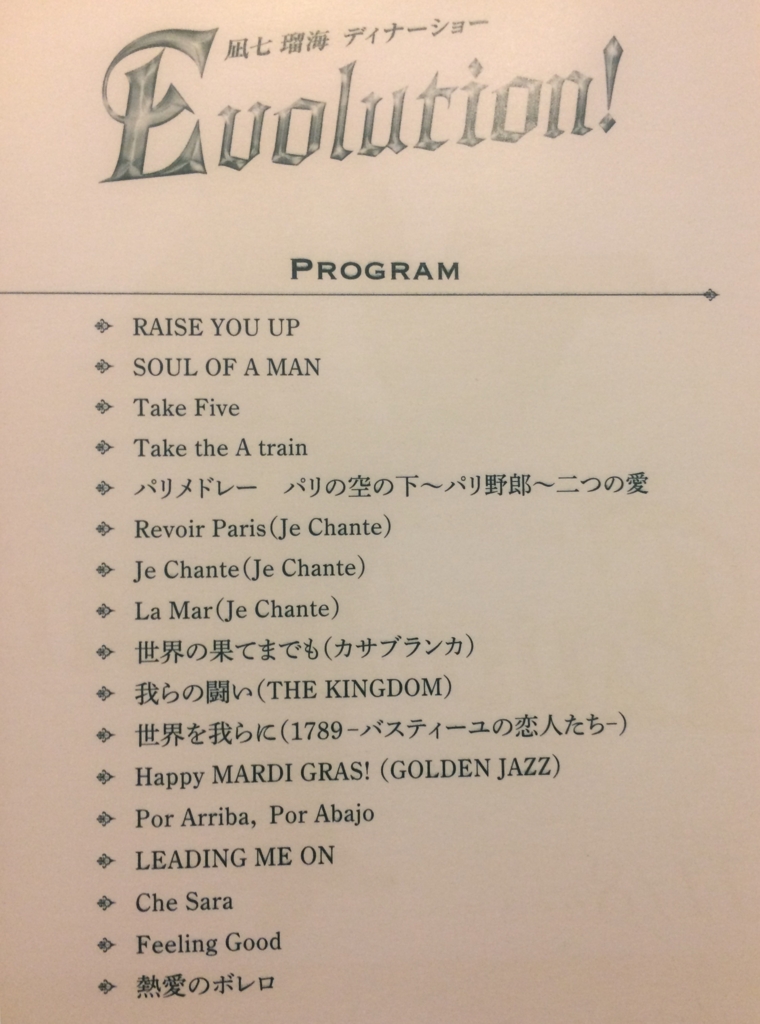 凪七 瑠海 ディナーショー
Evolution!
PROGRAM
RAISE YOU UP
SOUL OF A MAN
Take Five
Take the A train
パリメドレー　パリの空の下～パリ野郎～二つの愛
Revoir Paris(Je Chante)
Je Chante(Je Chante)
La Mar(Je Chante)
世界の果てまでも(カサブランカ)
我らの闘い(THE KINGDOM)
世界を我らに(1789-バスティーユの恋人たち-)
Happy MARDI GRAS! (GOLDEN JAZZ)
Por Arriba, Por Abajo
LEADING ME ON
Che Sara
Feeling Good
熱愛のボレロ